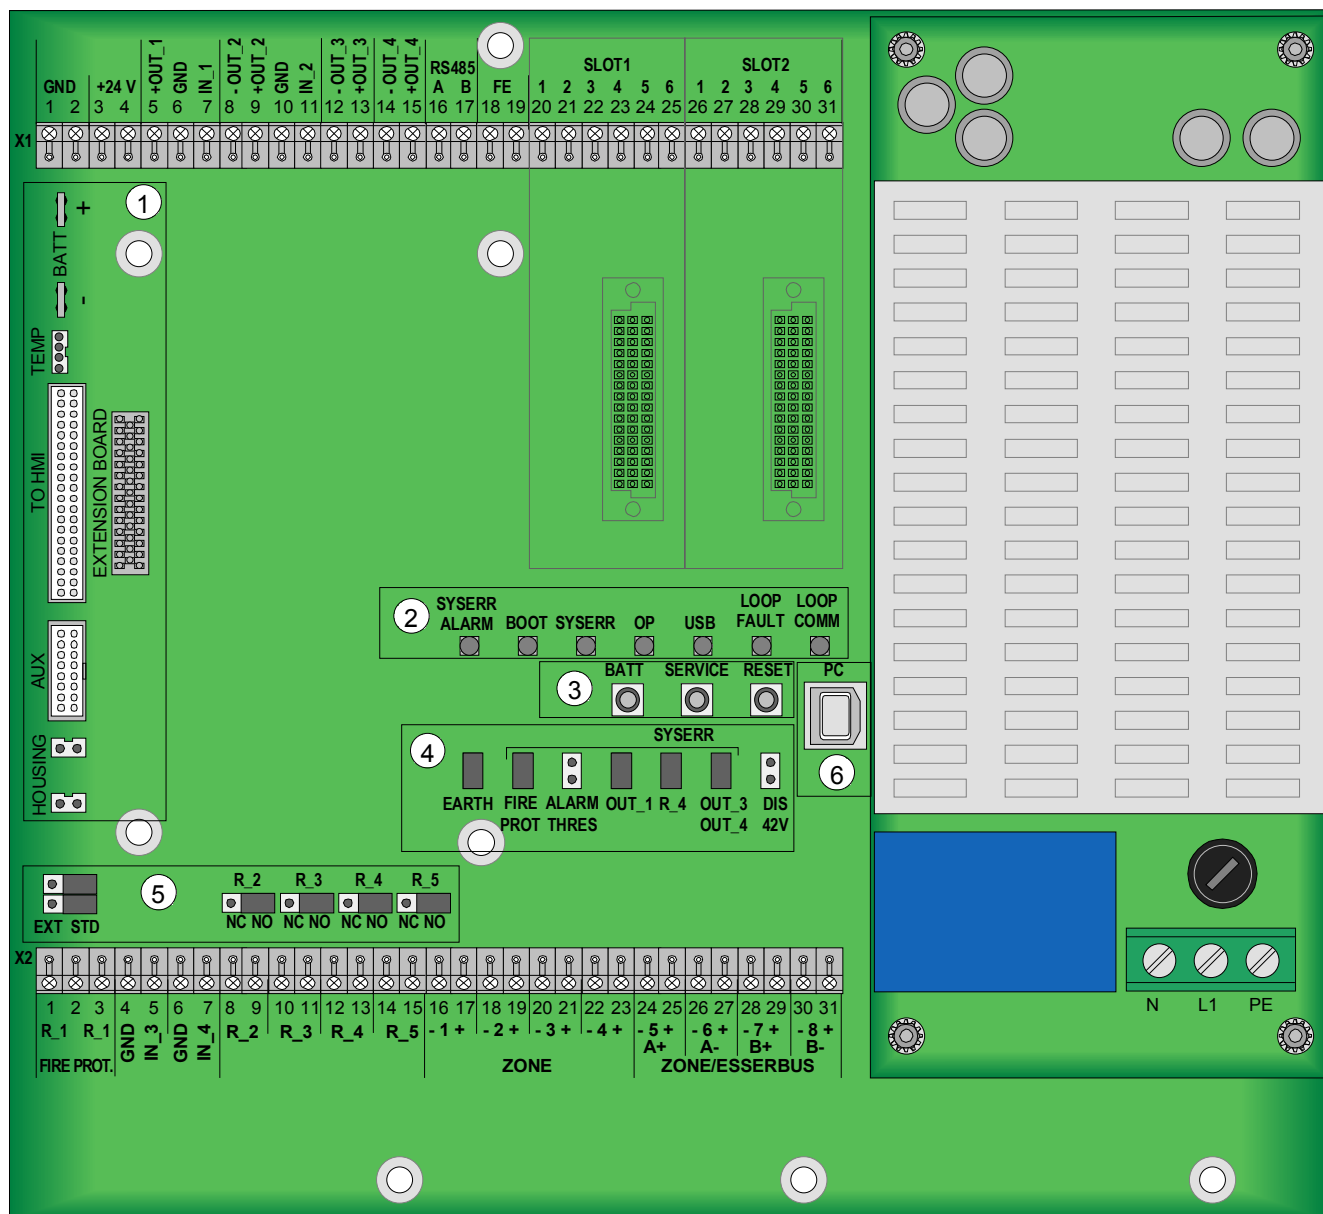 GND +24 V +OUT_1 GND IN_1 - OUT_2 +OUT_2 GND IN_2 - OUT_3 +OUT_3 - OUT_4 +OUT_4 RS485 A B FE
SLOT1
1 2 3 4 5 6
SLOT2
1 2 3 4 5 6
1 2 3 4 5 6 7 8 9 10 11 12 13 14 15 16 17 18 19 20 21 22 23 24 25 26 27 28 29 30 31
X1
1
+
BATT
-
TEMP
TO HMI
EXTENSION BOARD
AUX
HOUSING
2
SYSERR ALARM
BOOT
SYSERR
OP
USB
LOOP FAULT
LOOP COMM
3
BATT
SERVICE
RESET
PC
6
4
SYSERR
EARTH
FIRE PROT
ALARM THRES
OUT_1
R_4
OUT_3
OUT_4
DIS 42V
5
EXT STD
R_2
NC NO
R_3
NC NO
R_4
NC NO
R_5
NC NO
X2
1 2 3 4 5 6 7 8 9 10 11 12 13 14 15 16 17 18 19 20 21 22 23 24 25 26 27 28 29 30 31
R_1 R_1 GND IN_3 GND IN_4 R_2 R_3 R_4 R_5 - 1 + - 2 + - 3 + - 4 + - 5 + - 6 + - 7 + - 8 +
A+ A- B+ B-
FIRE PROT.
ZONE
ZONE/ESSERBUS
N L1 PE